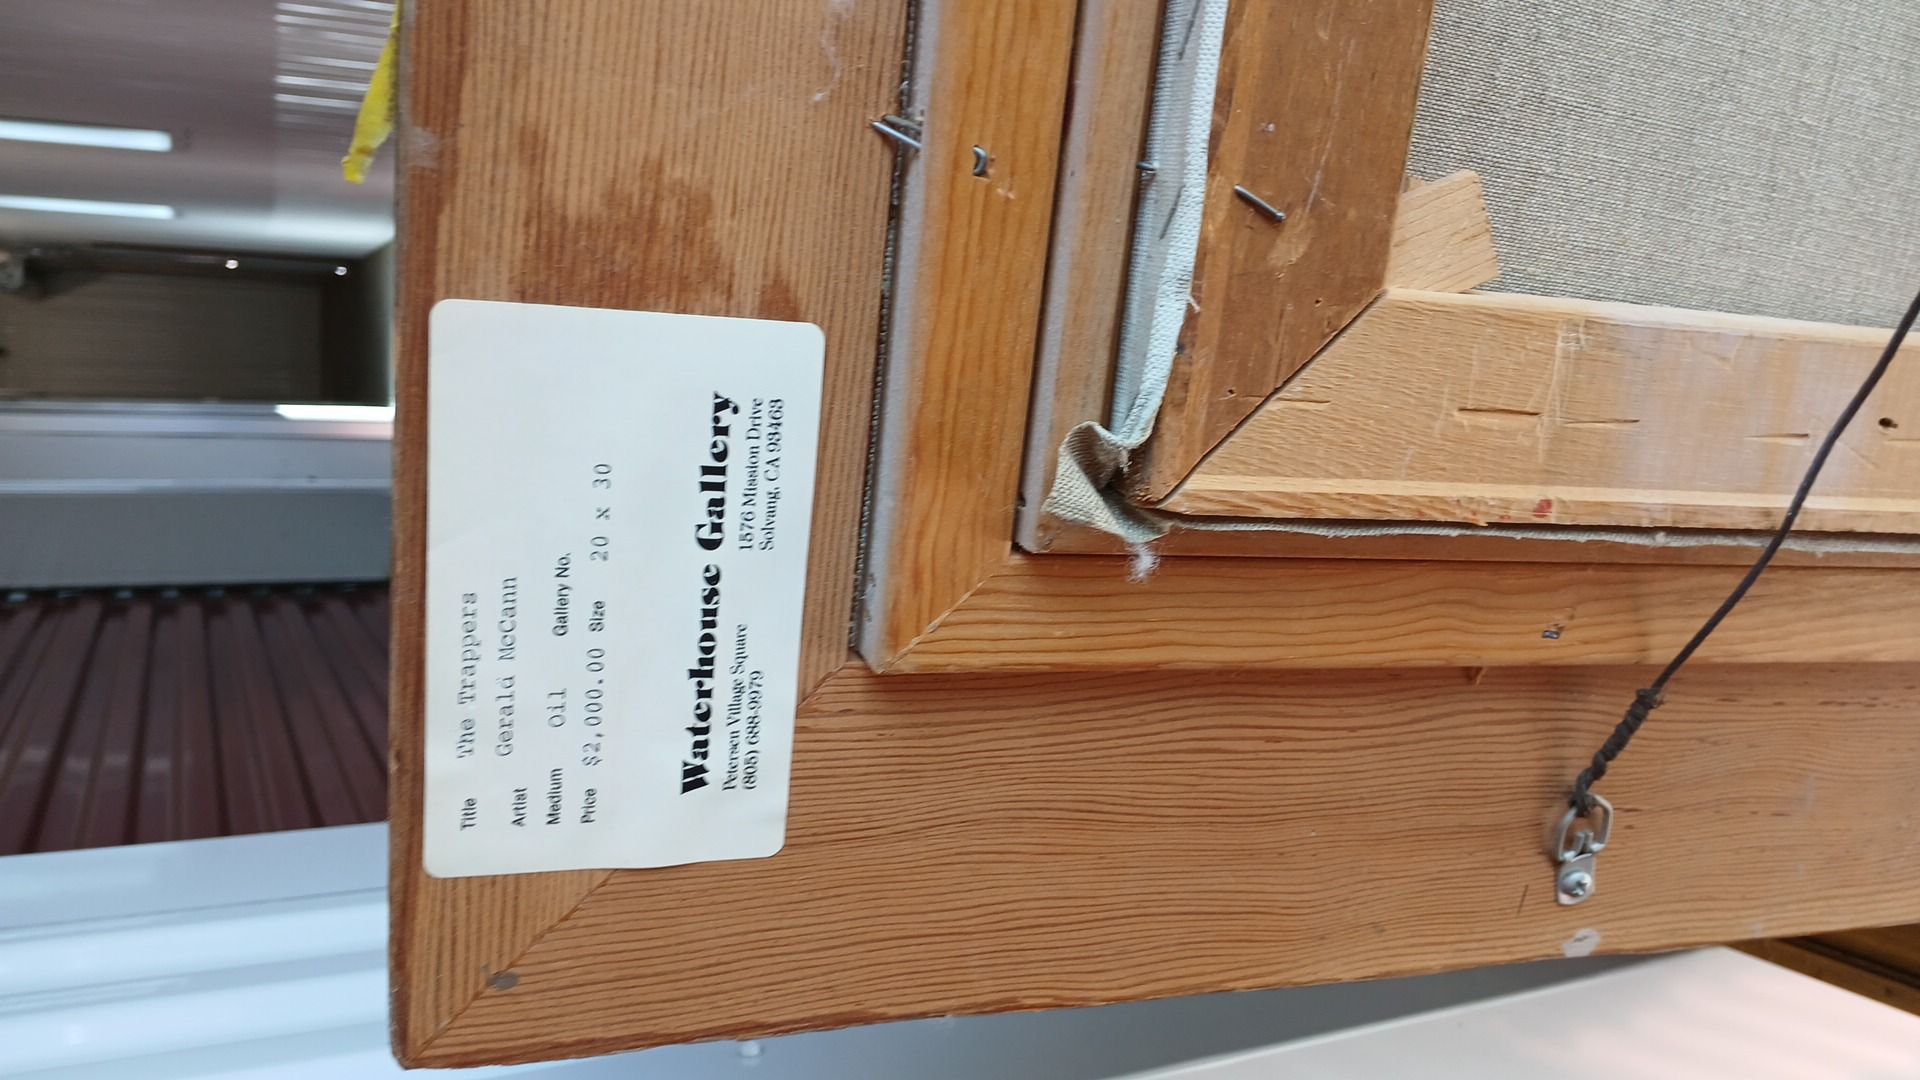 Title The Trappers
Artist Gerald McCann
Medium Oil Gallery No.
Price $2,000.00 Size 20 x 30
Waterhouse Gallery
Petersen Village Square 1576 Mission Drive
(805) 688-9979 Solvang, CA 93463